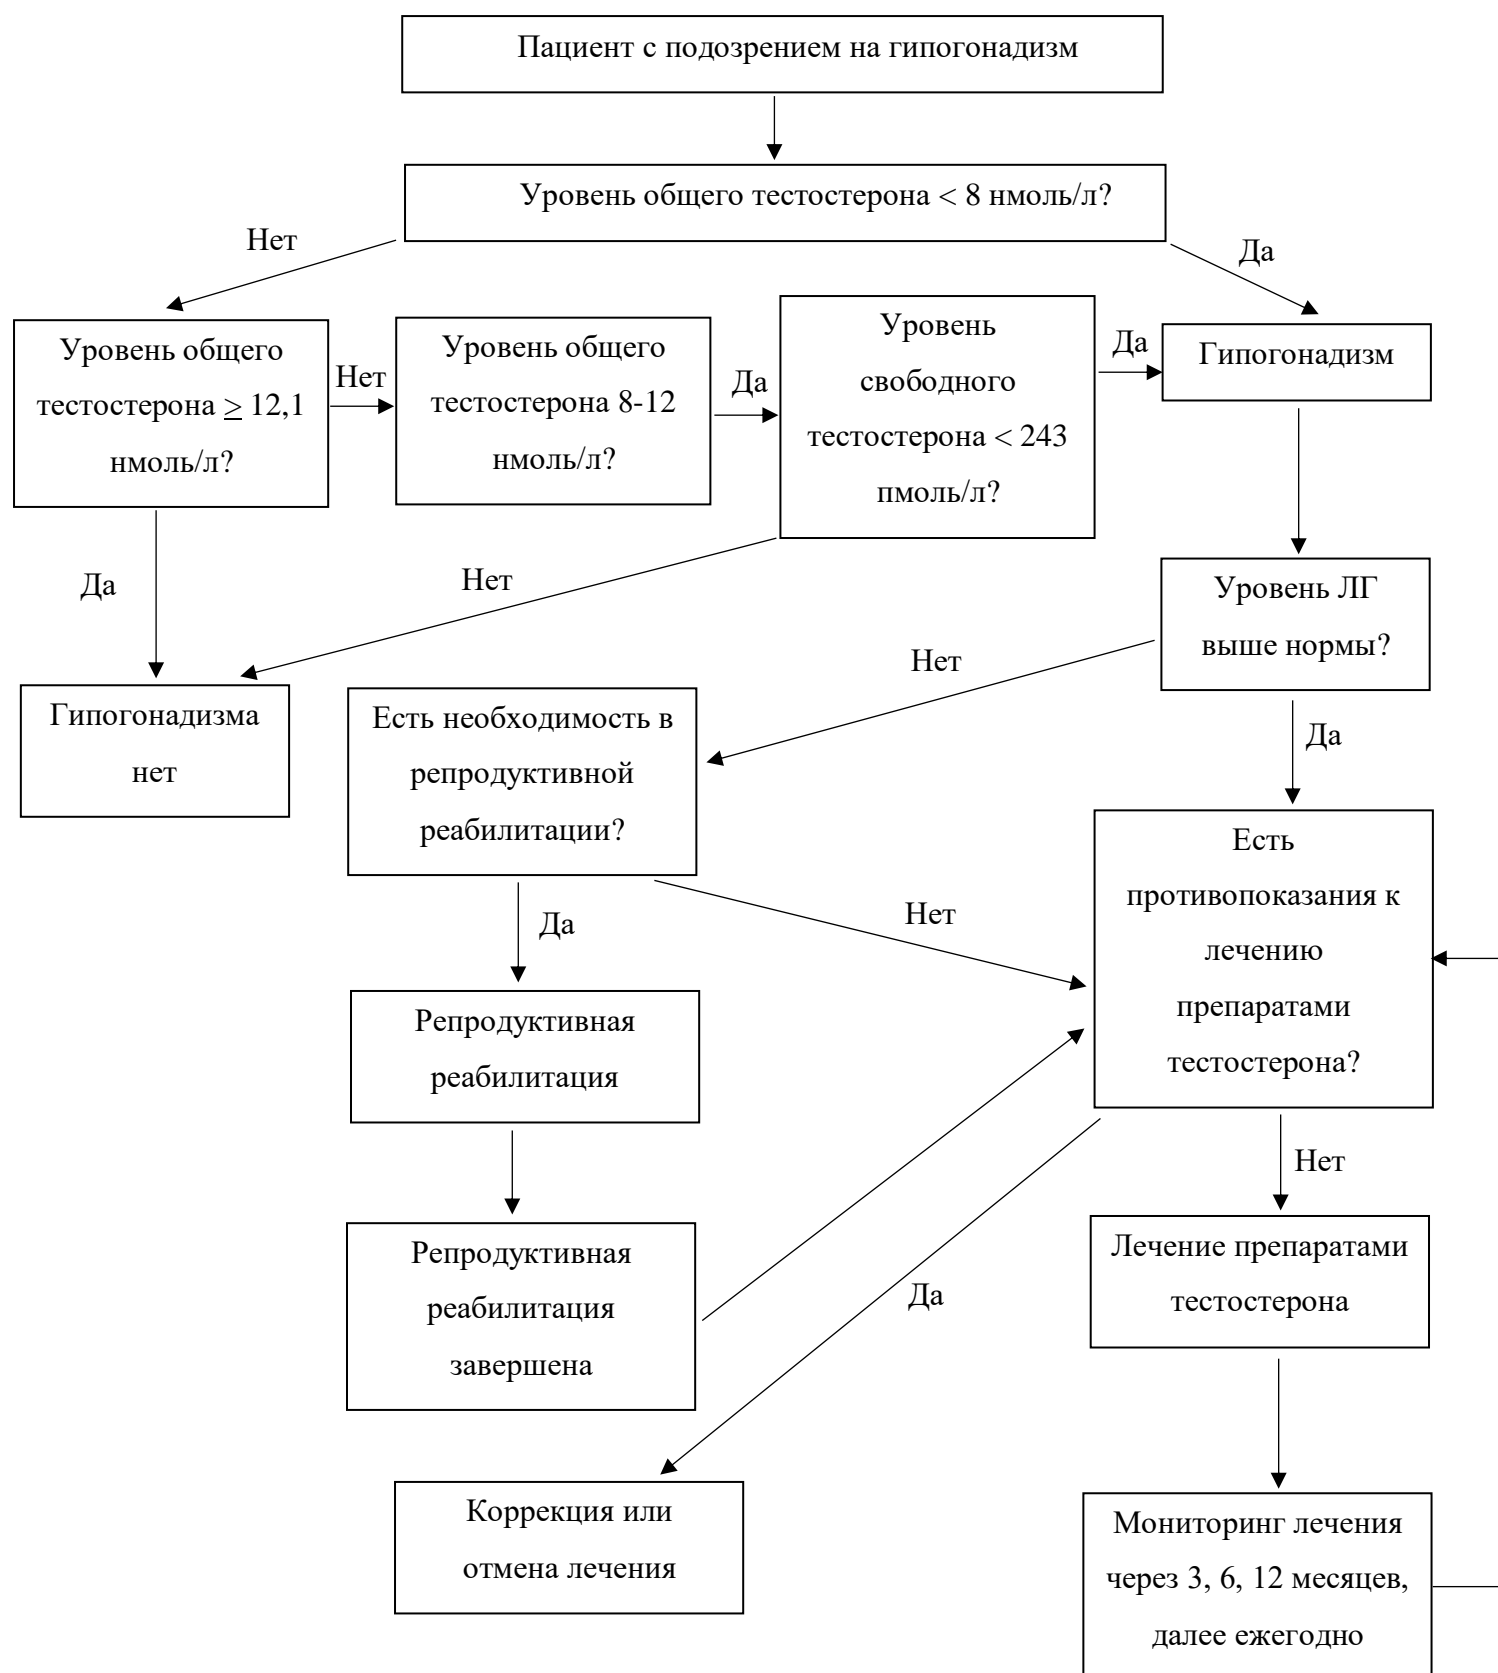 Пациент с подозрением на гипогонадизм
Уровень общего тестостерона < 8 нмоль/л?
Нет
Да
Уровень общего
тестостерона ≥ 12,1
нмоль/л?
Нет
Уровень общего
тестостерона 8-12
нмоль/л?
Да
Уровень
свободного
тестостерона < 243
пмоль/л?
Да
Гипогонадизм
Да
Нет
Уровень ЛГ
выше нормы?
Нет
Да
Гипогонадизма
нет
Есть необходимость в
репродуктивной
реабилитации?
Есть
противопоказания к
лечению
препаратами
тестостерона?
Да
Нет
Репродуктивная
реабилитация
Нет
Репродуктивная
реабилитация
завершена
Да
Лечение препаратами
тестостерона
Коррекция или
отмена лечения
Мониторинг лечения
через 3, 6, 12 месяцев,
далее ежегодно